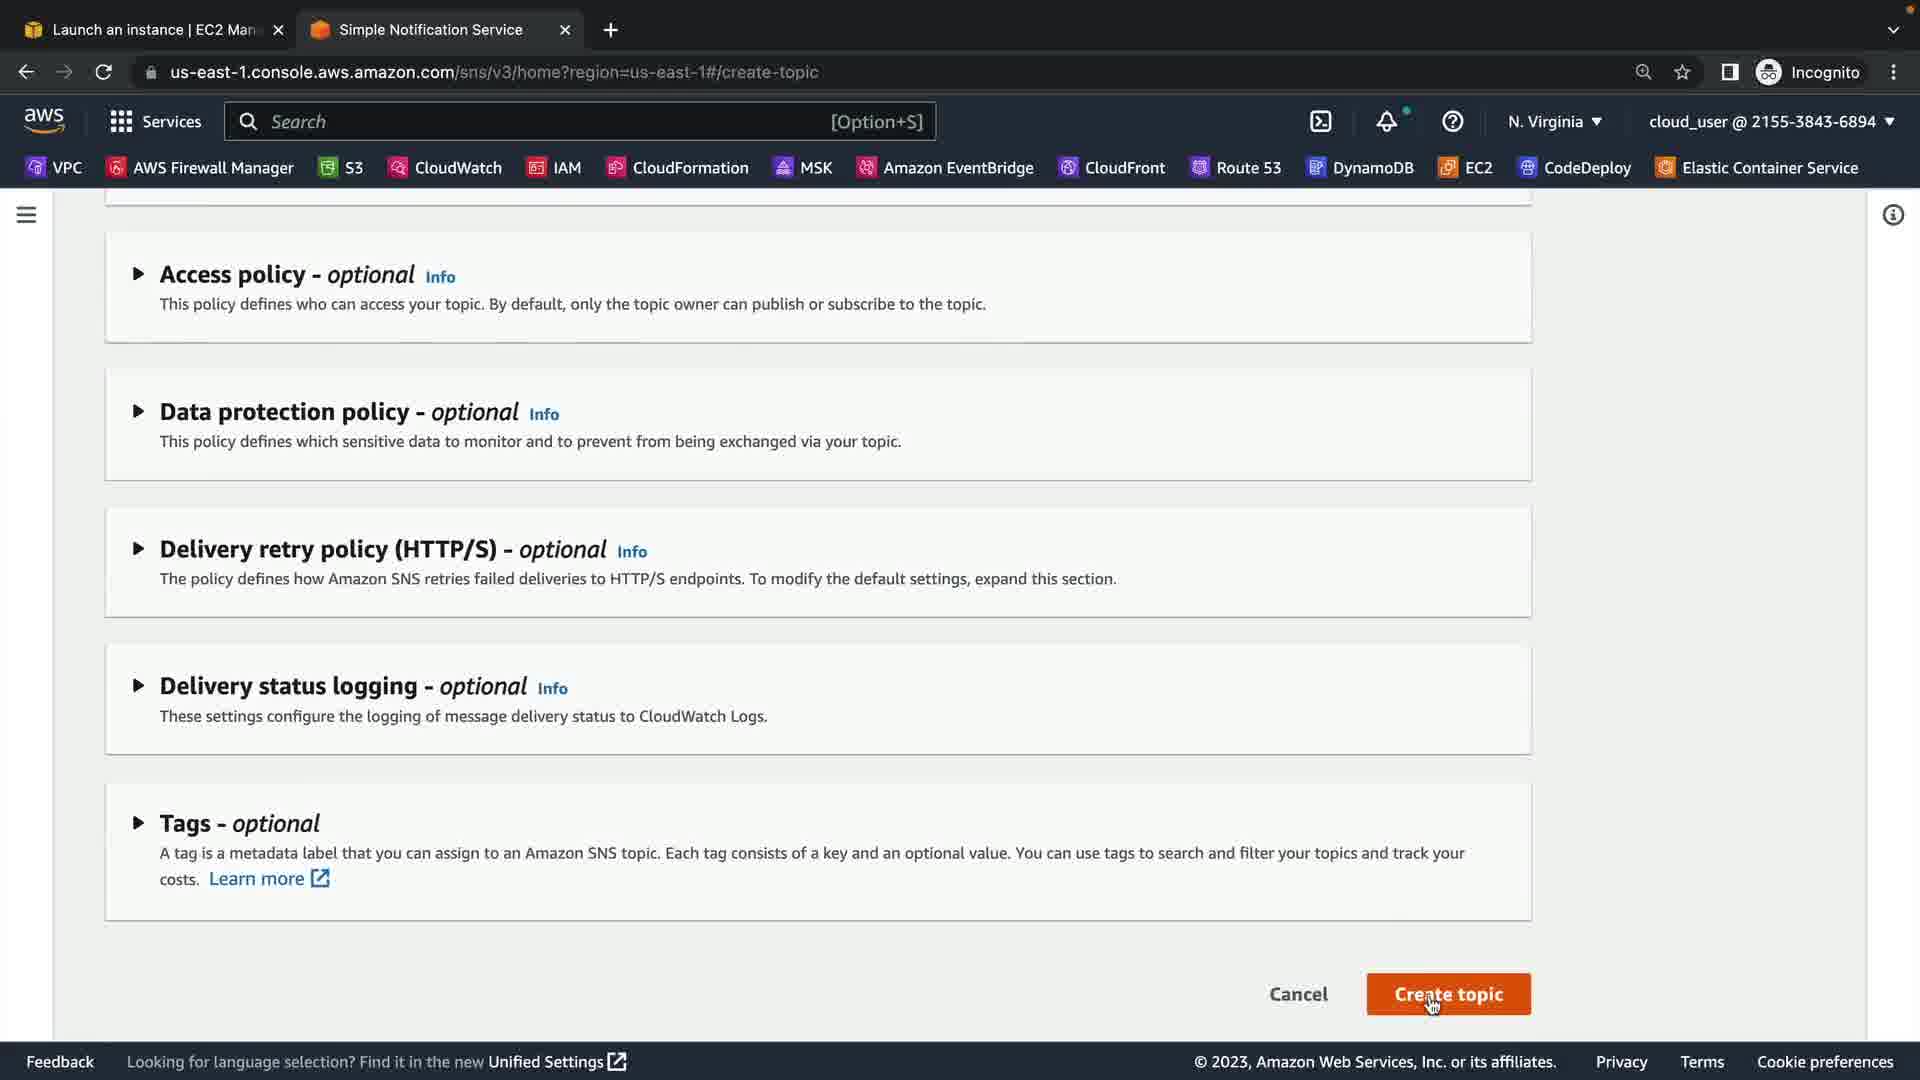 Launch an instance | EC2 Man
Simple Notification Service
us-east-1.console.aws.amazon.com/sns/v3/home?region=us-east-1#/create-topic
Incognito
aws
Services
Search
[Option+S]
N. Virginia
cloud_user @ 2155-3843-6894
VPC
AWS Firewall Manager
S3
CloudWatch
IAM
CloudFormation
MSK
Amazon EventBridge
CloudFront
Route 53
DynamoDB
EC2
CodeDeploy
Elastic Container Service
Access policy - optional Info
This policy defines who can access your topic. By default, only the topic owner can publish or subscribe to the topic.
Data protection policy - optional Info
This policy defines which sensitive data to monitor and to prevent from being exchanged via your topic.
Delivery retry policy (HTTP/S) - optional Info
The policy defines how Amazon SNS retries failed deliveries to HTTP/S endpoints. To modify the default settings, expand this section.
Delivery status logging - optional Info
These settings configure the logging of message delivery status to CloudWatch Logs.
Tags - optional
A tag is a metadata label that you can assign to an Amazon SNS topic. Each tag consists of a key and an optional value. You can use tags to search and filter your topics and track your
costs. Learn more
Cancel
Create topic
Feedback
Looking for language selection? Find it in the new Unified Settings
© 2023, Amazon Web Services, Inc. or its affiliates.
Privacy
Terms
Cookie preferences